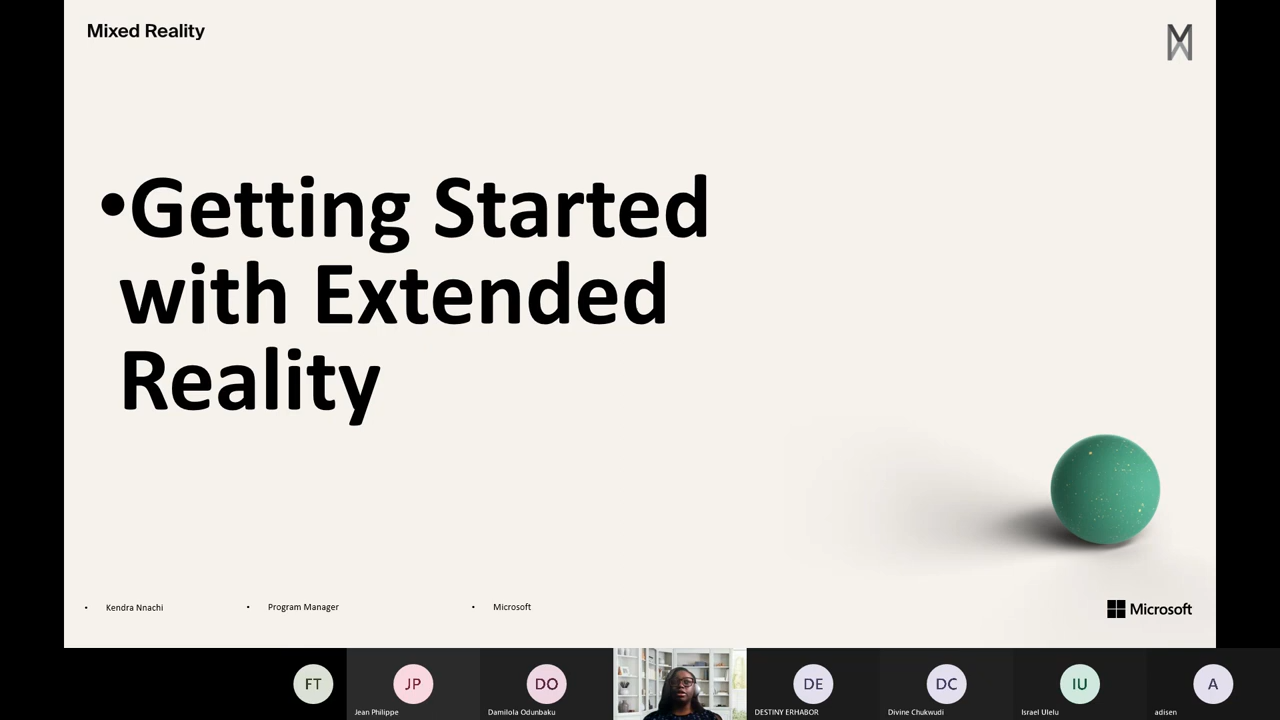 Mixed Reality
•Getting Started
with Extended
Reality
• Kendra Nnachi • Program Manager • Microsoft
Microsoft
FT JP DO DE DC IU A
Jean Philippe Damilola Odunbaku DESTINY ERHABOR Divine Chukwudi Israel Ulelu adisen